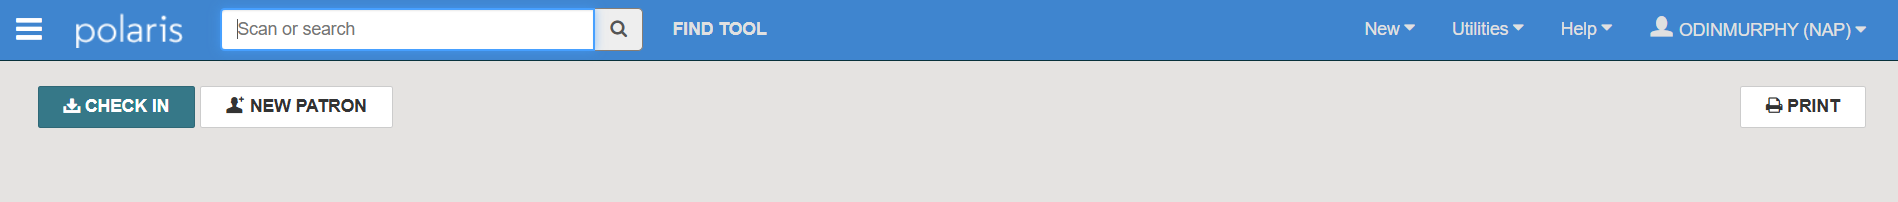 polaris Scan or search FIND TOOL New Utilities Help ODINMURPHY (NAP)
CHECK IN NEW PATRON PRINT